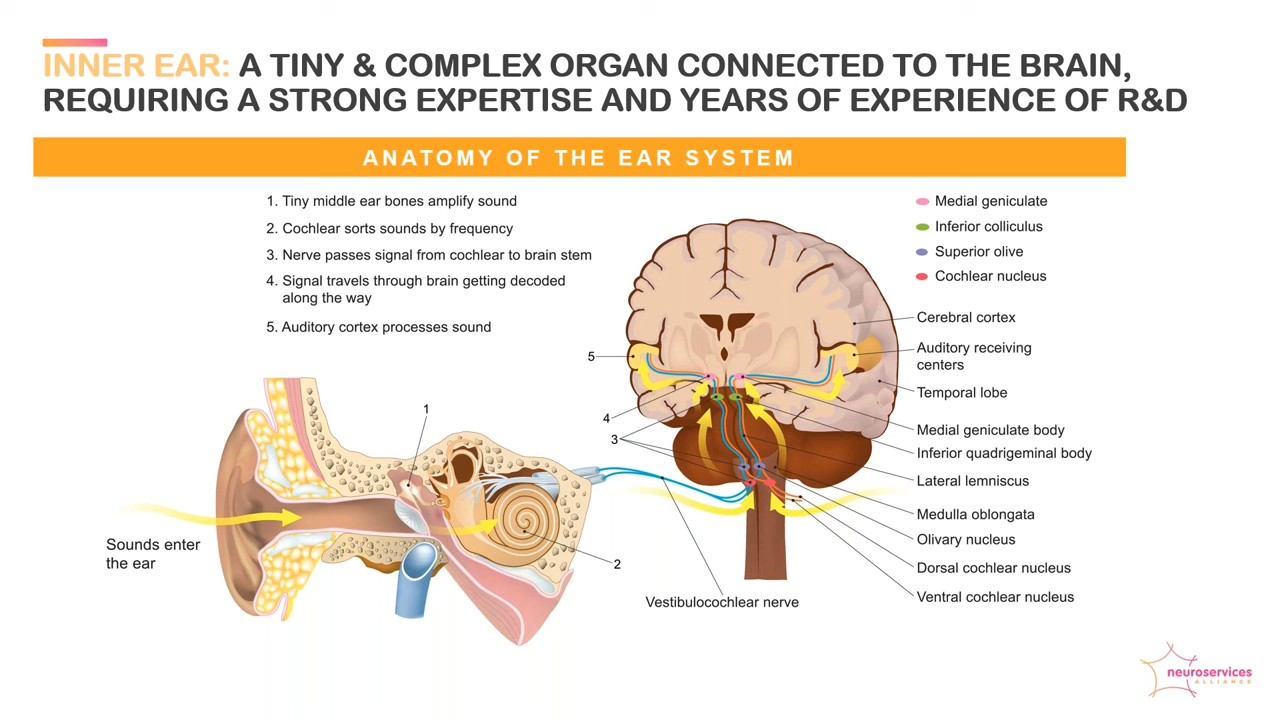 INNER EAR: A TINY & COMPLEX ORGAN CONNECTED TO THE BRAIN,
REQUIRING A STRONG EXPERTISE AND YEARS OF EXPERIENCE OF R&D
ANATOMY OF THE EAR SYSTEM
1. Tiny middle ear bones amplify sound
2. Cochlear sorts sounds by frequency
3. Nerve passes signal from cochlear to brain stem
4. Signal travels through brain getting decoded
along the way
5. Auditory cortex processes sound
Medial geniculate
Inferior colliculus
Superior olive
Cochlear nucleus
Cerebral cortex
Auditory receiving
centers
Temporal lobe
Medial geniculate body
Inferior quadrigeminal body
Lateral lemniscus
Medulla oblongata
Olivary nucleus
Dorsal cochlear nucleus
Ventral cochlear nucleus
5
4
3
1
2
Sounds enter
the ear
Vestibulocochlear nerve
neuroservices
ALLIANCE